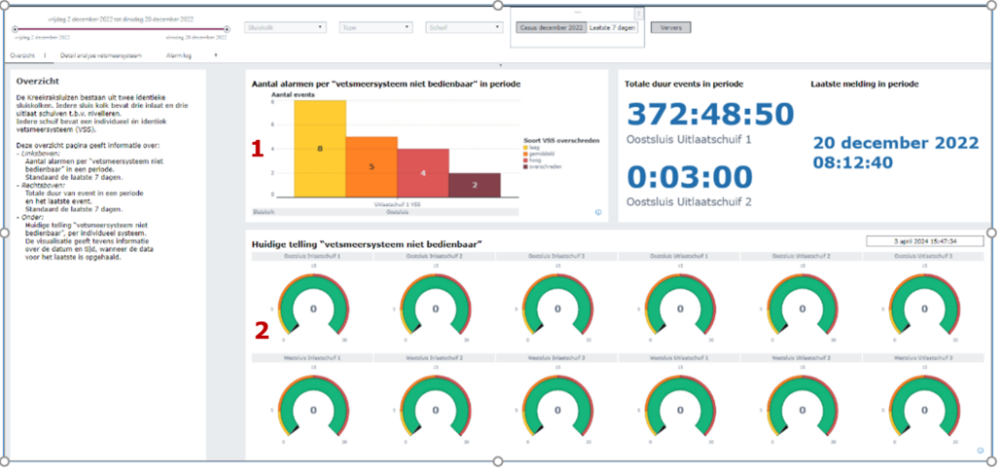 vrijdag 2 december 2022 tot dinsdag 20 december 2022
vrijdag 2 december 2022
dinsdag 20 december 2022
Sluiskolk
Type
Schuif
Casus december 2022
Laatste 7 dagen
Ververs
Overzicht
Detail analyse vetsmeersysteem
Alarm log
Overzicht
De Kreekraksluizen bestaan uit twee identieke
sluiskolken. Iedere sluis kolk bevat drie inlaat en drie
uitlaat schuiven t.b.v. nivelleren.
Iedere schuif bevat een individueel én identiek
vetsmeersysteem (VSS).
Deze overzicht pagina geeft informatie over:
- Linksboven:
Aantal alarmen per "vetsmeersysteem niet
bedienbaar" in een periode.
Standaard de laatste 7 dagen.
- Rechtsboven:
Totale duur van event in een periode
en het laatste event.
Standaard de laatste 7 dagen.
- Onder:
Huidige telling "vetsmeersysteem niet
bedienbaar", per individueel systeem.
De visualisatie geeft tevens informatie
over de datum en tijd, wanneer de data
voor het laatste is opgehaald.
Aantal alarmen per "vetsmeersysteem niet bedienbaar" in periode
Aantal events
8
6
4
2
0
1
8
5
4
2
Soort VSS overschreden
laag
gemiddeld
hoog
overschreden
Uitlaatschuif 1 VSS
Sluiskolk
Oostsluis
Totale duur events in periode
372:48:50
Oostsluis Uitlaatschuif 1
0:03:00
Oostsluis Uitlaatschuif 2
Laatste melding in periode
20 december 2022
08:12:40
Huidige telling "vetsmeersysteem niet bedienbaar"
3 april 2024 15:47:34
2
Oostsluis Inlaatschuif 1
Oostsluis Inlaatschuif 2
Oostsluis Inlaatschuif 3
Oostsluis Uitlaatschuif 1
Oostsluis Uitlaatschuif 2
Oostsluis Uitlaatschuif 3
15 15 15 15 15 15
5 5 5 5 5 5
0 0 0 0 0 0
0 30 0 30 0 30 0 30 0 30 0 30
Westsluis Inlaatschuif 1
Westsluis Inlaatschuif 2
Westsluis Inlaatschuif 3
Westsluis Uitlaatschuif 1
Westsluis Uitlaatschuif 2
Westsluis Uitlaatschuif 3
15 15 15 15 15 15
5 5 5 5 5 5
0 0 0 0 0 0
0 30 0 30 0 30 0 30 0 30 0 30